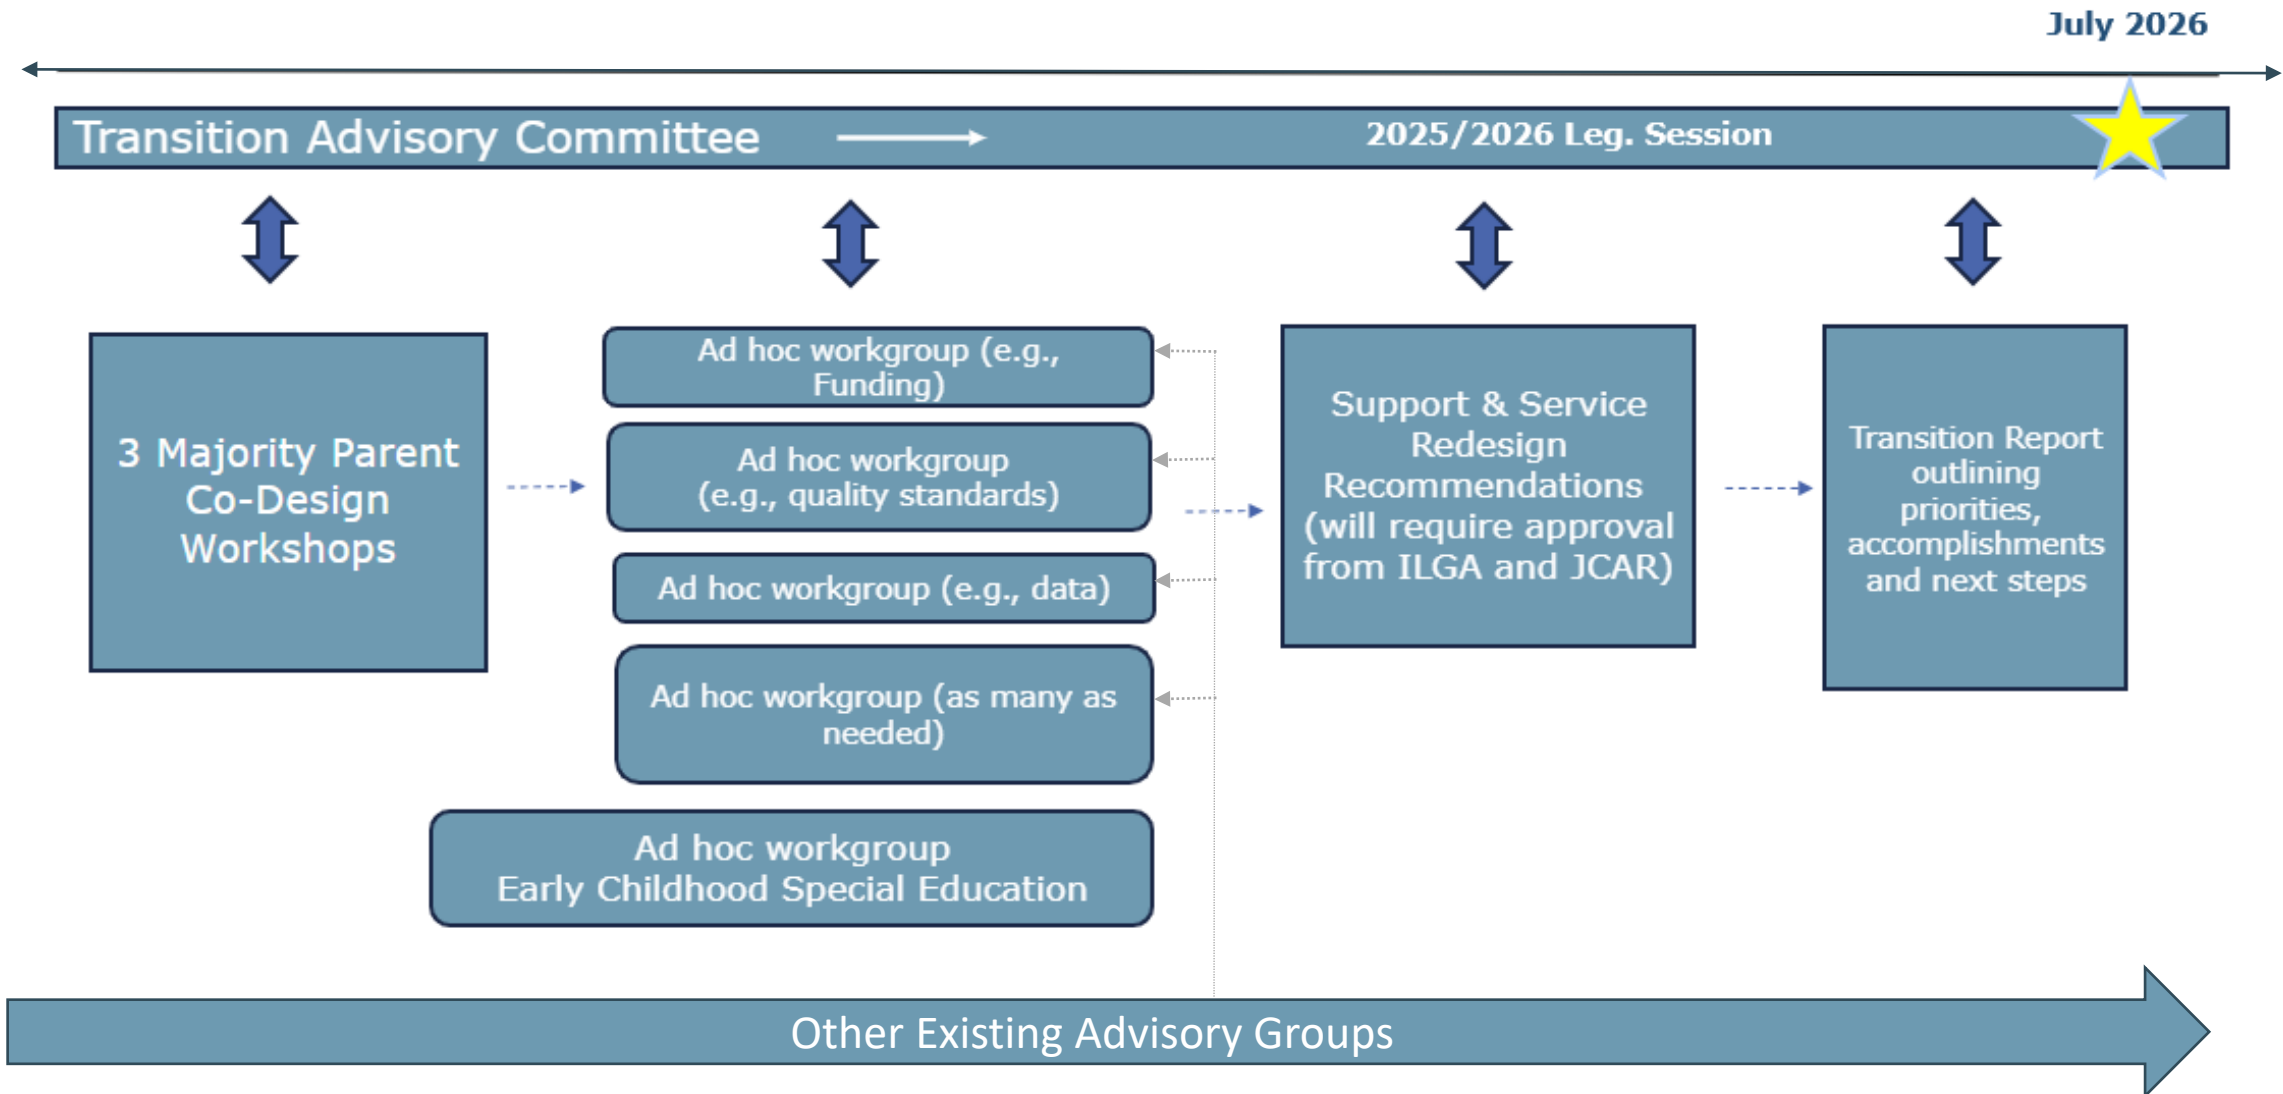 July 2026
Transition Advisory Committee
2025/2026 Leg. Session
3 Majority Parent
Co-Design
Workshops
Ad hoc workgroup (e.g.,
Funding)
Ad hoc workgroup
(e.g., quality standards)
Ad hoc workgroup (e.g., data)
Ad hoc workgroup (as many as
needed)
Ad hoc workgroup
Early Childhood Special Education
Support & Service
Redesign
Recommendations
(will require approval
from ILGA and JCAR)
Transition Report
outlining
priorities,
accomplishments
and next steps
Other Existing Advisory Groups